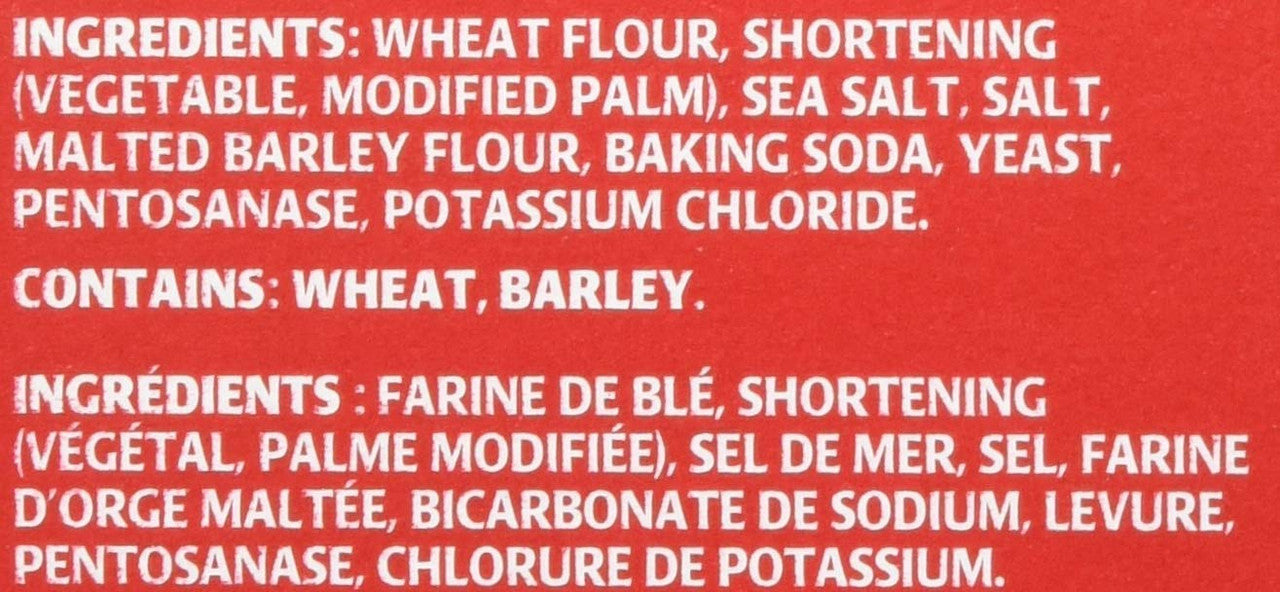 INGREDIENTS: WHEAT FLOUR, SHORTENING
(VEGETABLE, MODIFIED PALM), SEA SALT, SALT,
MALTED BARLEY FLOUR, BAKING SODA, YEAST,
PENTOSANASE, POTASSIUM CHLORIDE.
CONTAINS: WHEAT, BARLEY.
INGRÉDIENTS : FARINE DE BLÉ, SHORTENING
(VÉGÉTAL, PALME MODIFIÉE), SEL DE MER, SEL, FARINE
D'ORGE MALTÉE, BICARBONATE DE SODIUM, LEVURE,
PENTOSANASE, CHLORURE DE POTASSIUM.